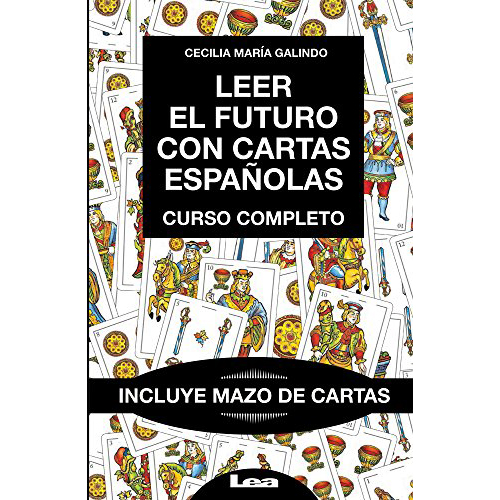 CECILIA MARÍA GALINDO
LEER
EL FUTURO
CON CARTAS
ESPAÑOLAS
CURSO COMPLETO
INCLUYE MAZO DE CARTAS
Lea